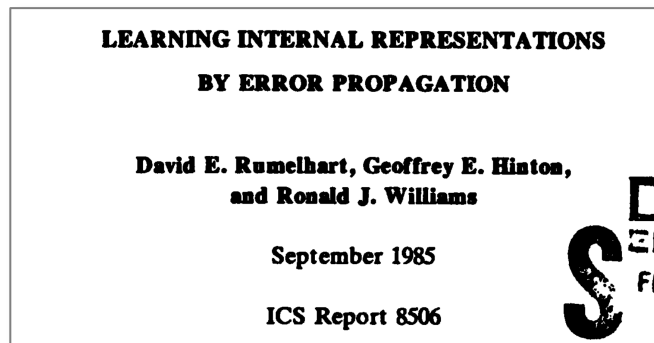 LEARNING INTERNAL REPRESENTATIONS
BY ERROR PROPAGATION
David E. Rumelhart, Geoffrey E. Hinton,
and Ronald J. Williams
September 1985
ICS Report 8506
S